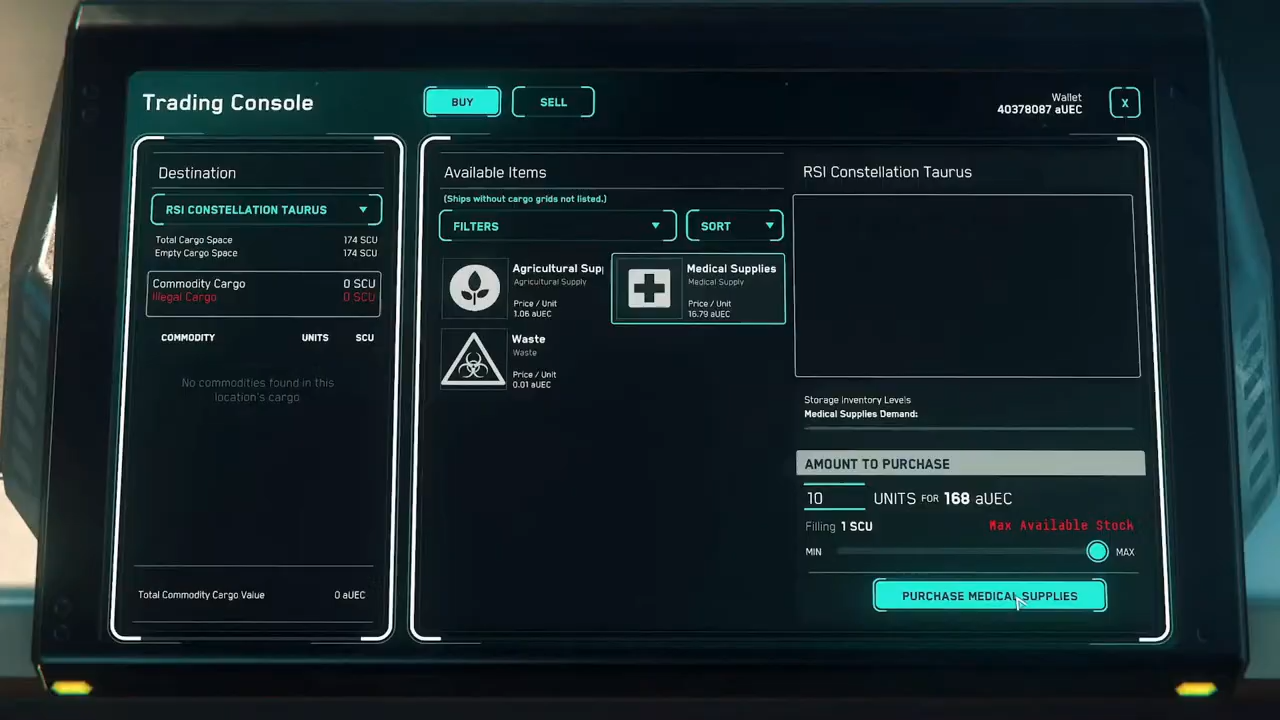 Trading Console
BUY
SELL
Wallet
40378087 aUEC
X
Destination
RSI CONSTELLATION TAURUS
Total Cargo Space 174 SCU
Empty Cargo Space 174 SCU
Commodity Cargo 0 SCU
Illegal Cargo 0 SCU
COMMODITY UNITS SCU
No commodities found in this
location's cargo
Total Commodity Cargo Value 0 aUEC
Available Items
(Ships without cargo grids not listed.)
FILTERS
SORT
Agricultural Supp
Agricultural Supply
Price / Unit
1.06 aUEC
Medical Supplies
Medical Supply
Price / Unit
16.79 aUEC
Waste
Waste
Price / Unit
0.01 aUEC
RSI Constellation Taurus
Storage Inventory Levels
Medical Supplies Demand:
AMOUNT TO PURCHASE
10 UNITS FOR 168 aUEC
Filling 1 SCU
Max Available Stock
MIN
MAX
PURCHASE MEDICAL SUPPLIES